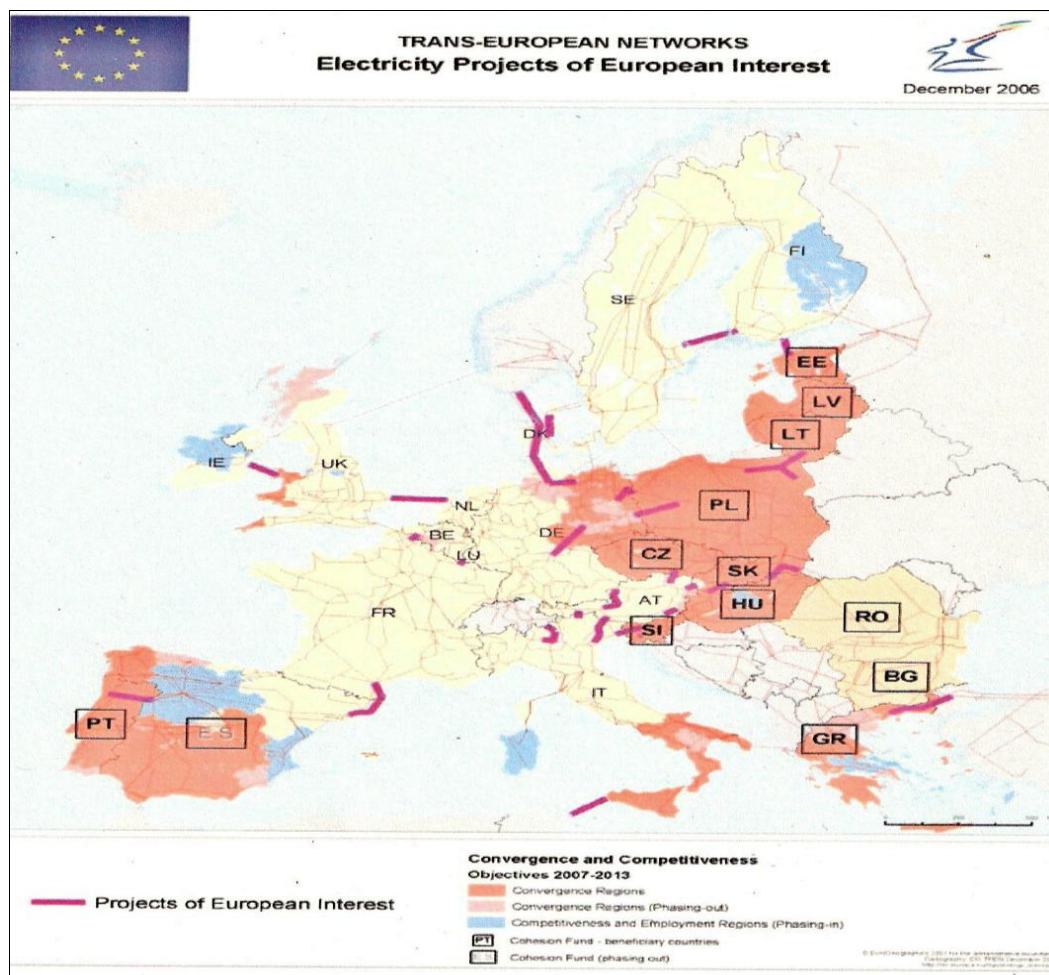 TRANS-EUROPEAN NETWORKS
Electricity Projects of European Interest
December 2006
FI
SE
EE
LV
DK
LT
IE
UK
NL
PL
BE
DE
LU
CZ
SK
AT
HU
FR
SI
RO
BG
IT
PT
ES
GR
Convergence and Competitiveness
Objectives 2007-2013
Convergence Regions
Projects of European Interest
Convergence Regions (Phasing-out)
Competitiveness and Employment Regions (Phasing-in)
PT Cohesion Fund - beneficiary countries
ES Cohesion Fund (phasing out)